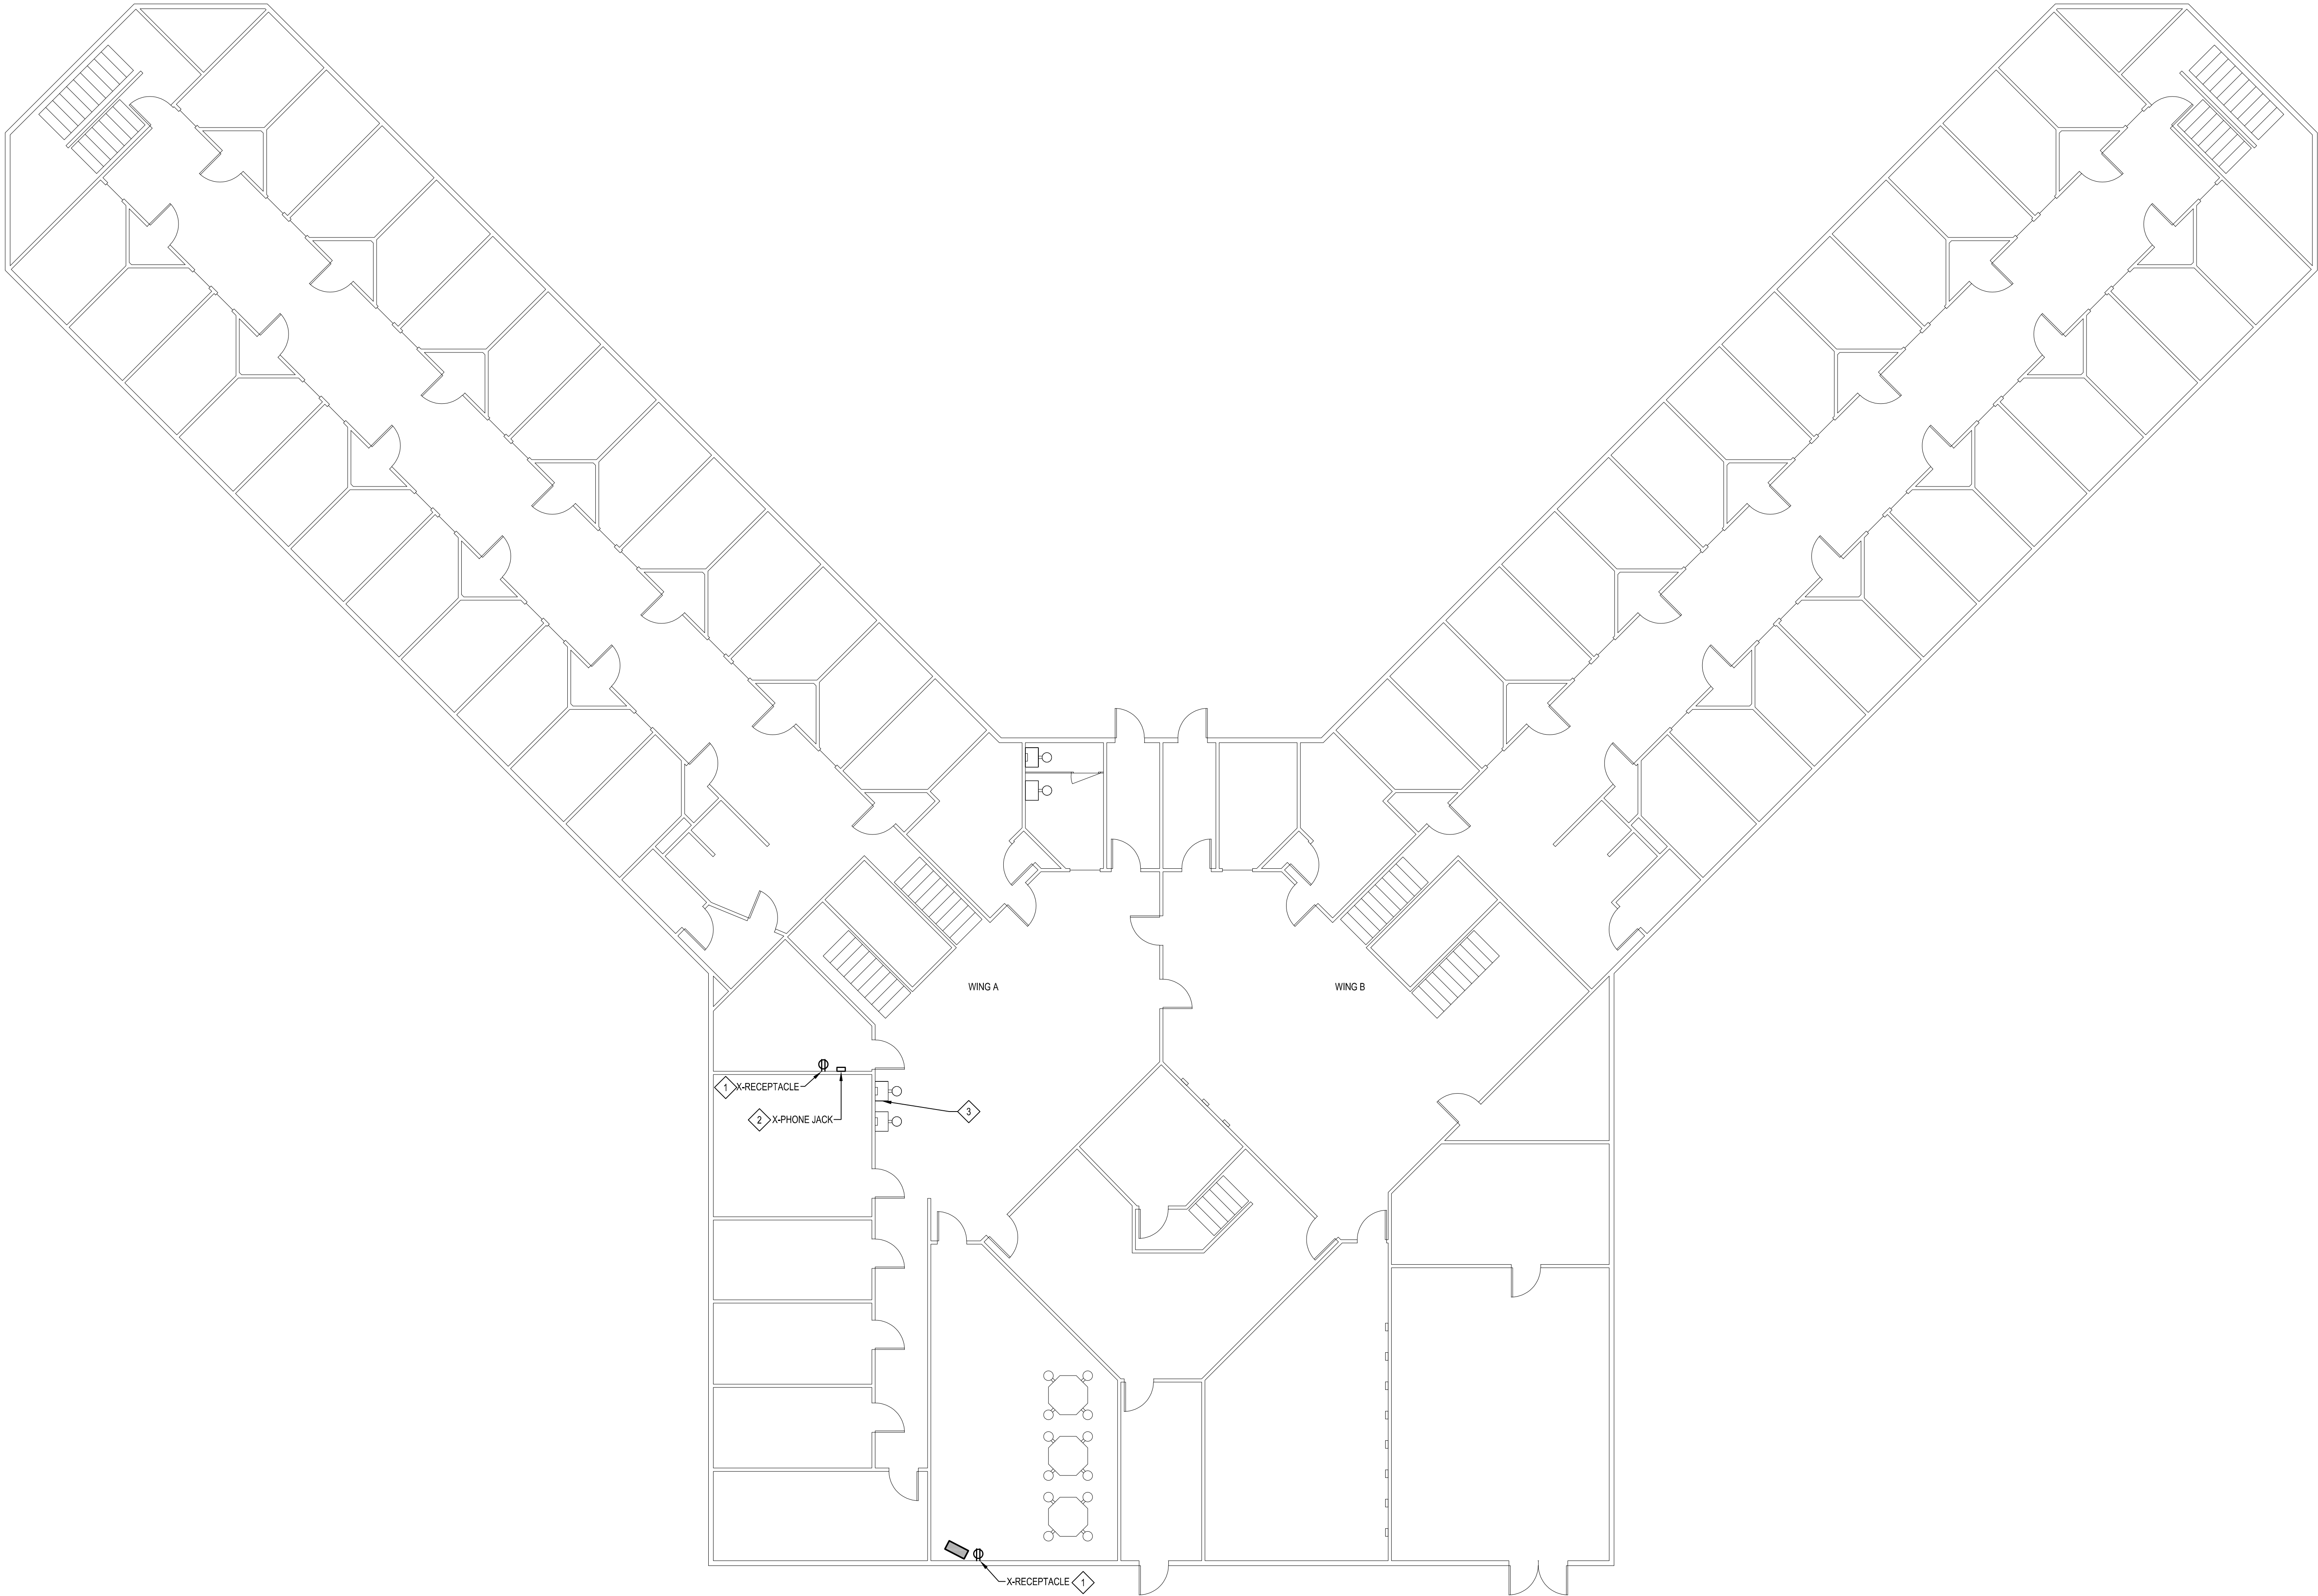 WING A
WING B
1 X-RECEPTACLE
2 X-PHONE JACK
3
X-RECEPTACLE 1